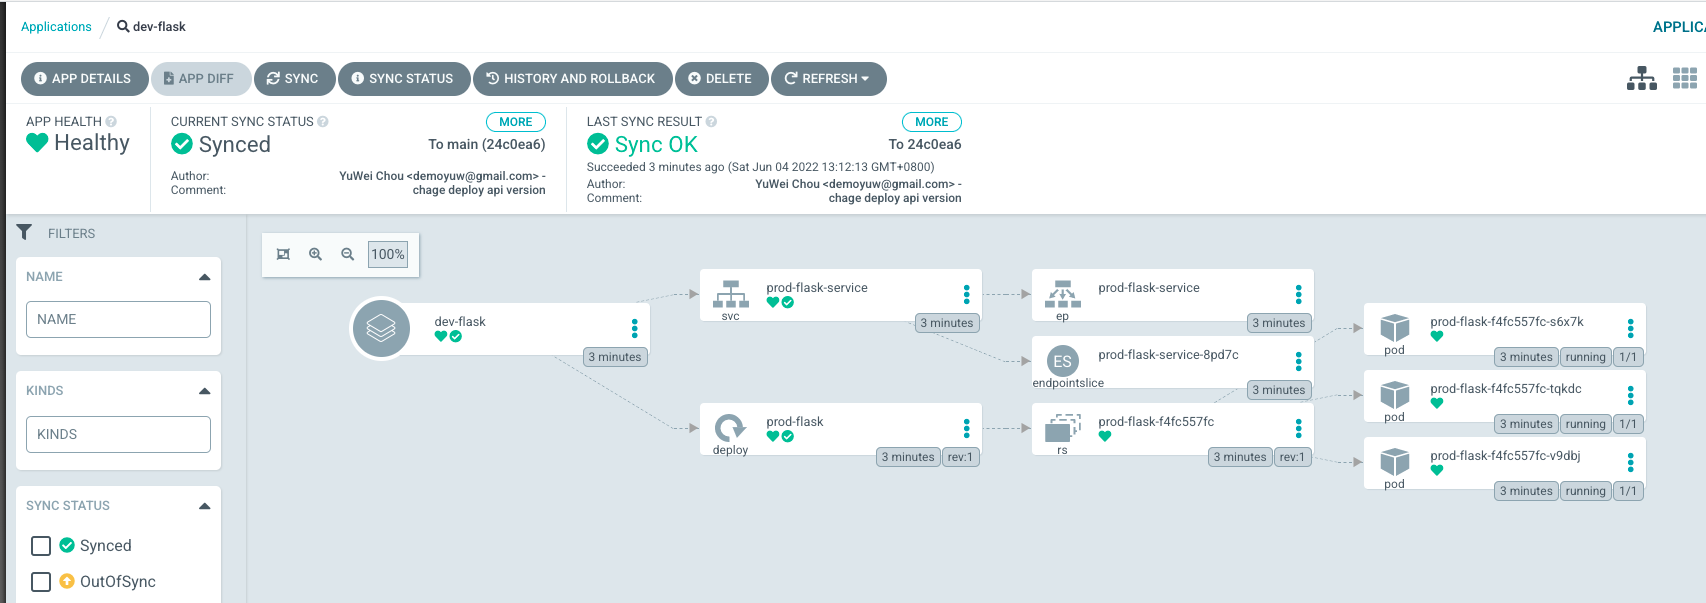 Applications / dev-flask
APPLICA
APP DETAILS APP DIFF SYNC SYNC STATUS HISTORY AND ROLLBACK DELETE REFRESH
APP HEALTH
Healthy
CURRENT SYNC STATUS MORE
Synced To main (24c0ea6)
Author: YuWei Chou <demoyuw@gmail.com> -
Comment: chage deploy api version
LAST SYNC RESULT MORE
Sync OK To 24c0ea6
Succeeded 3 minutes ago (Sat Jun 04 2022 13:12:13 GMT+0800)
Author: YuWei Chou <demoyuw@gmail.com> -
Comment: chage deploy api version
FILTERS
NAME
NAME
KINDS
KINDS
SYNC STATUS
Synced
OutOfSync
100%
dev-flask
3 minutes
prod-flask-service
svc
3 minutes
prod-flask
deploy
3 minutes rev:1
prod-flask-service
ep
3 minutes
ES
prod-flask-service-8pd7c
endpointslice
3 minutes
prod-flask-f4fc557fc
rs
3 minutes rev:1
prod-flask-f4fc557fc-s6x7k
pod
3 minutes running 1/1
prod-flask-f4fc557fc-tqkdc
pod
3 minutes running 1/1
prod-flask-f4fc557fc-v9dbj
pod
3 minutes running 1/1